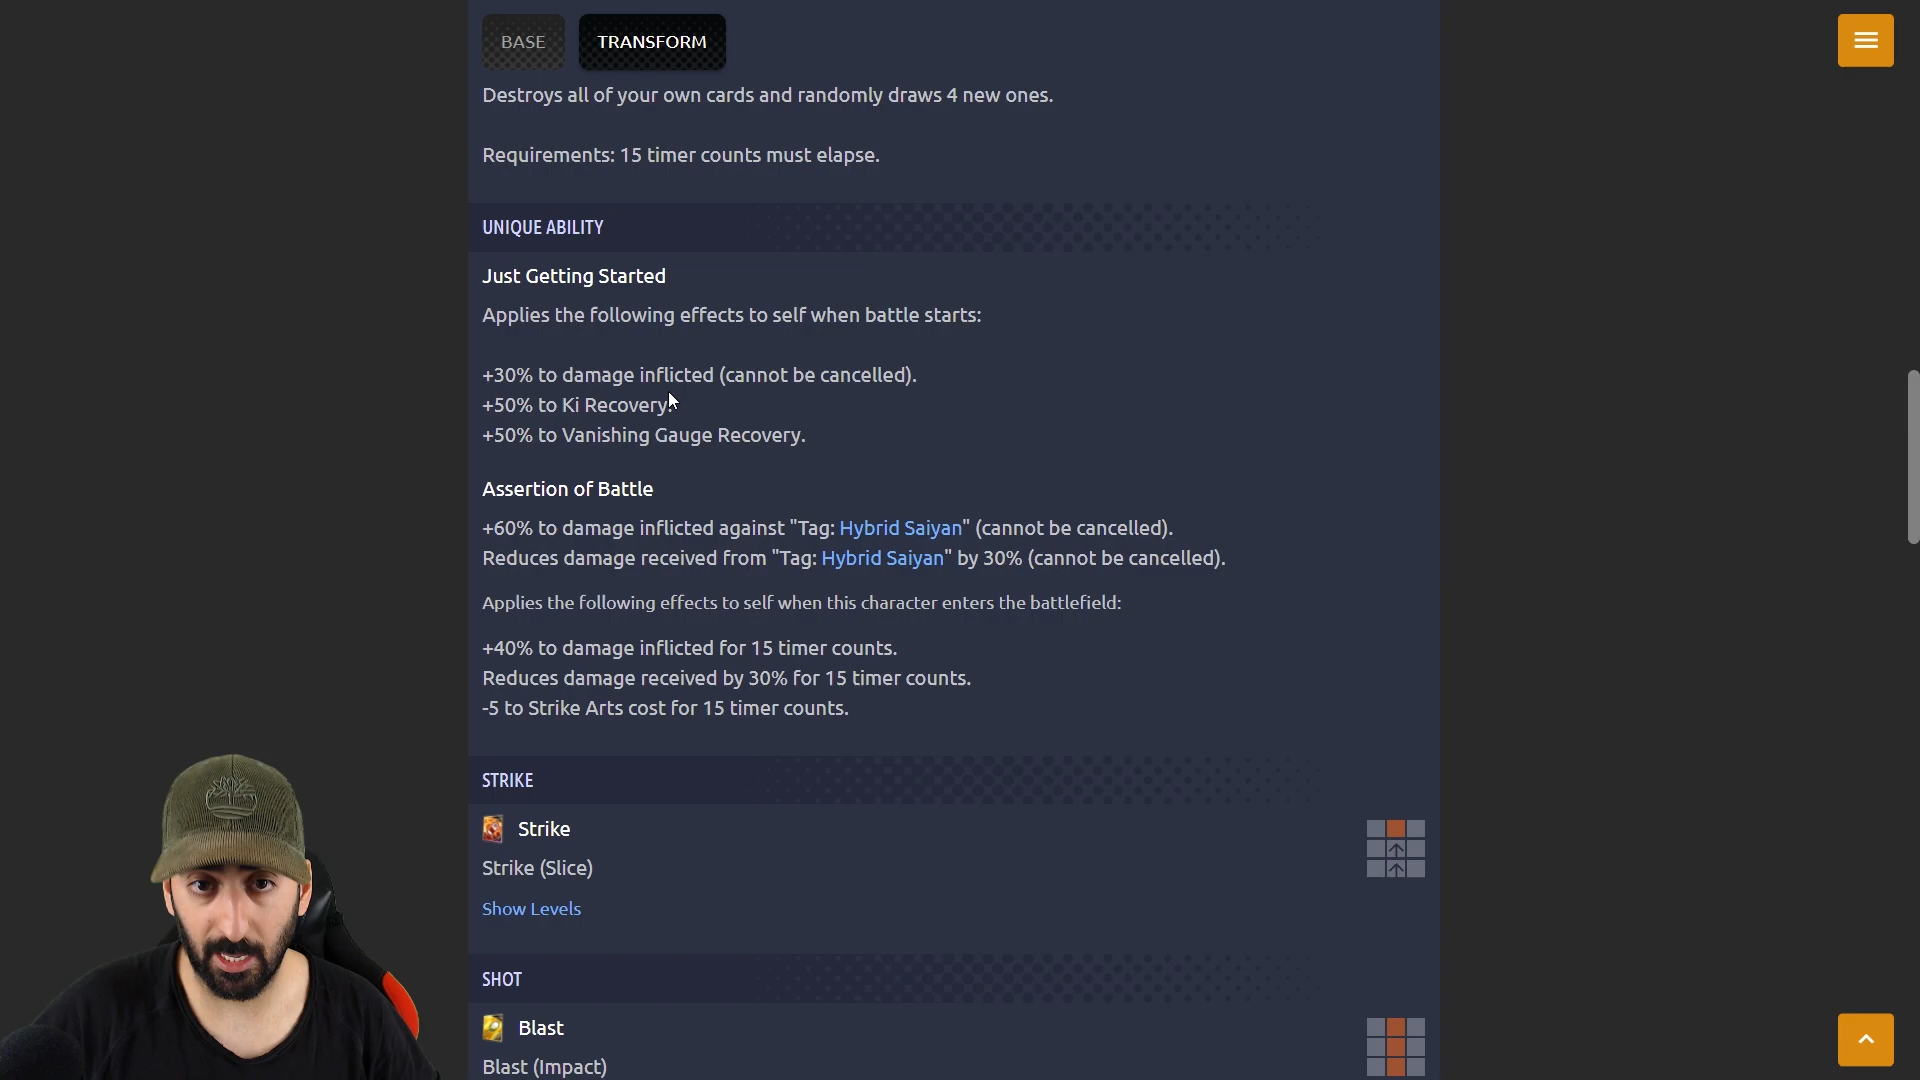 BASE
TRANSFORM
Destroys all of your own cards and randomly draws 4 new ones.
Requirements: 15 timer counts must elapse.
UNIQUE ABILITY
Just Getting Started
Applies the following effects to self when battle starts:
+30% to damage inflicted (cannot be cancelled).
+50% to Ki Recovery.
+50% to Vanishing Gauge Recovery.
Assertion of Battle
+60% to damage inflicted against "Tag: Hybrid Saiyan" (cannot be cancelled).
Reduces damage received from "Tag: Hybrid Saiyan" by 30% (cannot be cancelled).
Applies the following effects to self when this character enters the battlefield:
+40% to damage inflicted for 15 timer counts.
Reduces damage received by 30% for 15 timer counts.
-5 to Strike Arts cost for 15 timer counts.
STRIKE
Strike
Strike (Slice)
Show Levels
SHOT
Blast
Blast (Impact)